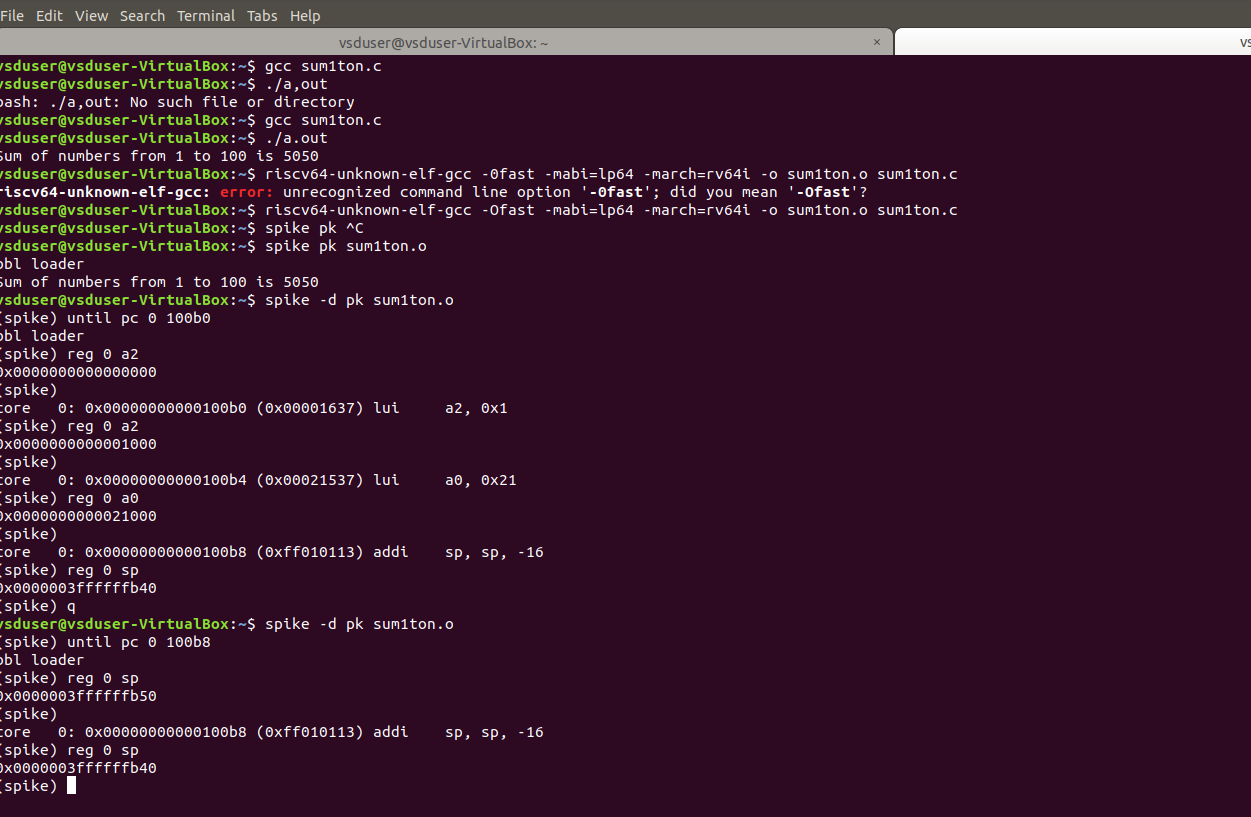 File Edit View Search Terminal Tabs Help
vsduser@vsduser-VirtualBox: ~ × vs
vsduser@vsduser-VirtualBox:~$ gcc sum1ton.c
vsduser@vsduser-VirtualBox:~$ ./a,out
bash: ./a,out: No such file or directory
vsduser@vsduser-VirtualBox:~$ gcc sum1ton.c
vsduser@vsduser-VirtualBox:~$ ./a.out
Sum of numbers from 1 to 100 is 5050
vsduser@vsduser-VirtualBox:~$ riscv64-unknown-elf-gcc -0fast -mabi=lp64 -march=rv64i -o sum1ton.o sum1ton.c
riscv64-unknown-elf-gcc: error: unrecognized command line option '-0fast'; did you mean '-Ofast'?
vsduser@vsduser-VirtualBox:~$ riscv64-unknown-elf-gcc -Ofast -mabi=lp64 -march=rv64i -o sum1ton.o sum1ton.c
vsduser@vsduser-VirtualBox:~$ spike pk ^C
vsduser@vsduser-VirtualBox:~$ spike pk sum1ton.o
bbl loader
Sum of numbers from 1 to 100 is 5050
vsduser@vsduser-VirtualBox:~$ spike -d pk sum1ton.o
(spike) until pc 0 100b0
bbl loader
(spike) reg 0 a2
0x0000000000000000
(spike)
core   0: 0x00000000000100b0 (0x00001637) lui     a2, 0x1
(spike) reg 0 a2
0x0000000000001000
(spike)
core   0: 0x00000000000100b4 (0x00021537) lui     a0, 0x21
(spike) reg 0 a0
0x0000000000021000
(spike)
core   0: 0x00000000000100b8 (0xff010113) addi    sp, sp, -16
(spike) reg 0 sp
0x0000003ffffffb40
(spike) q
vsduser@vsduser-VirtualBox:~$ spike -d pk sum1ton.o
(spike) until pc 0 100b8
bbl loader
(spike) reg 0 sp
0x0000003ffffffb50
(spike)
core   0: 0x00000000000100b8 (0xff010113) addi    sp, sp, -16
(spike) reg 0 sp
0x0000003ffffffb40
(spike)